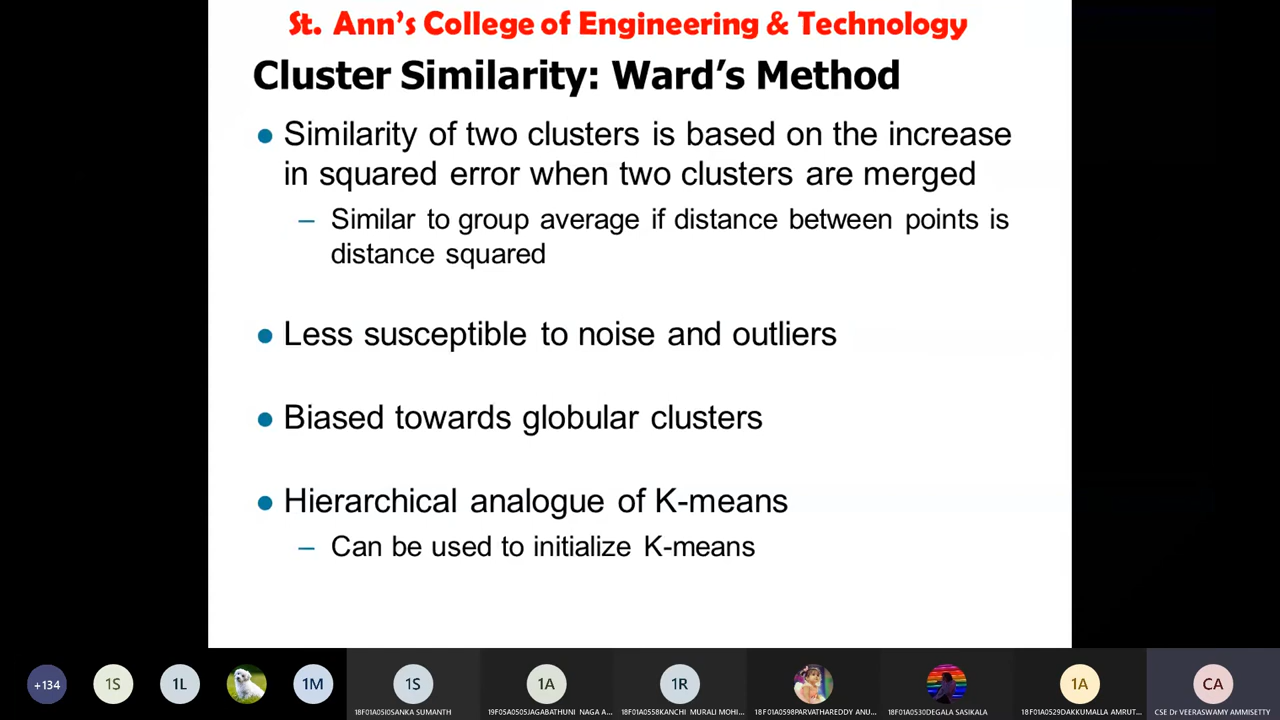 St. Ann's College of Engineering & Technology
Cluster Similarity: Ward's Method
● Similarity of two clusters is based on the increase
in squared error when two clusters are merged
– Similar to group average if distance between points is
distance squared
● Less susceptible to noise and outliers
● Biased towards globular clusters
● Hierarchical analogue of K-means
– Can be used to initialize K-means
+134 1S 1L 1M 1S 1A 1R 1A CA
18F01A05I0SANKA SUMANTH 19F05A0505JAGABATHUNI NAGA A... 18F01A0558KANCHI MURALI MOHI... 18F01A0598PARVATHAREDDY ANU... 18F01A0530DEGALA SASIKALA 18F01A0529DAKKUMALLA AMRUT... CSE Dr VEERASWAMY AMMISETTY